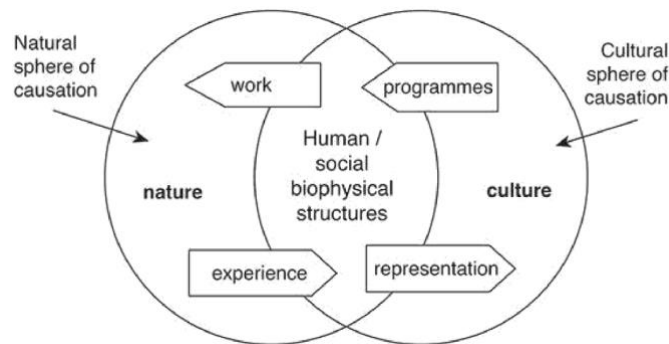 Natural
sphere of
causation
Cultural
sphere of
causation
work
programmes
Human /
social
biophysical
structures
nature
culture
experience
representation